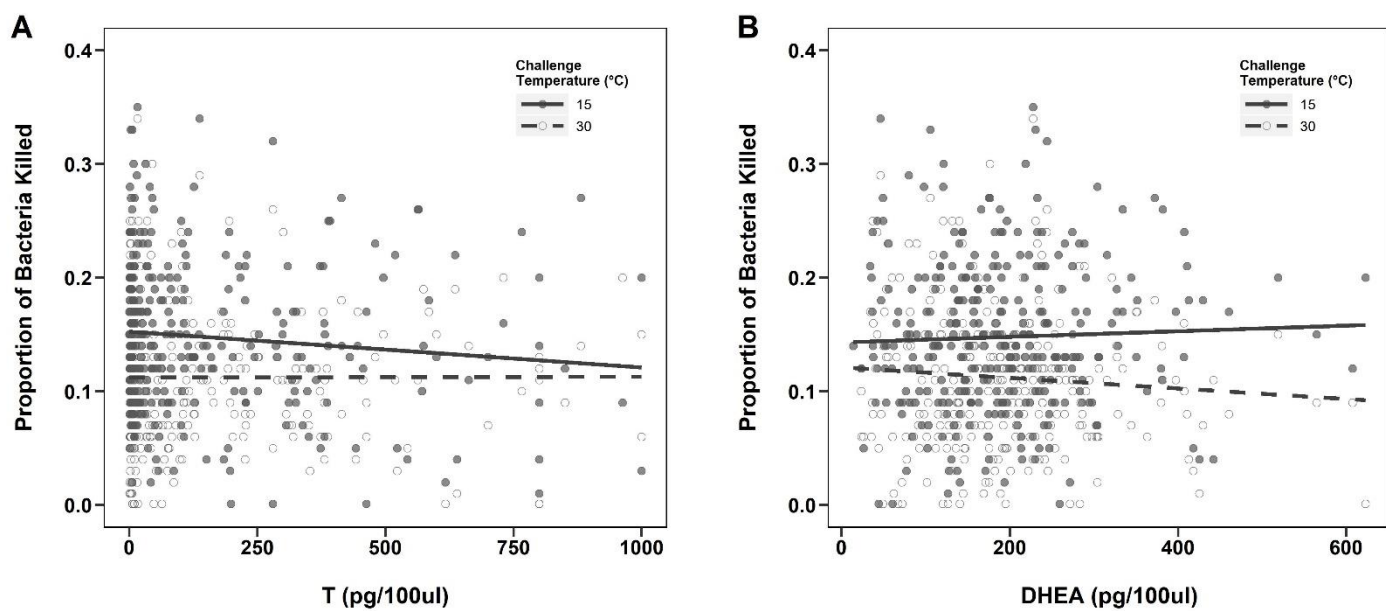 A
Proportion of Bacteria Killed
0.4
0.3
0.2
0.1
0.0
Challenge
Temperature (°C)
15
30
0
250
500
750
1000
T (pg/100ul)
B
Proportion of Bacteria Killed
0.4
0.3
0.2
0.1
0.0
Challenge
Temperature (°C)
15
30
0
200
400
600
DHEA (pg/100ul)